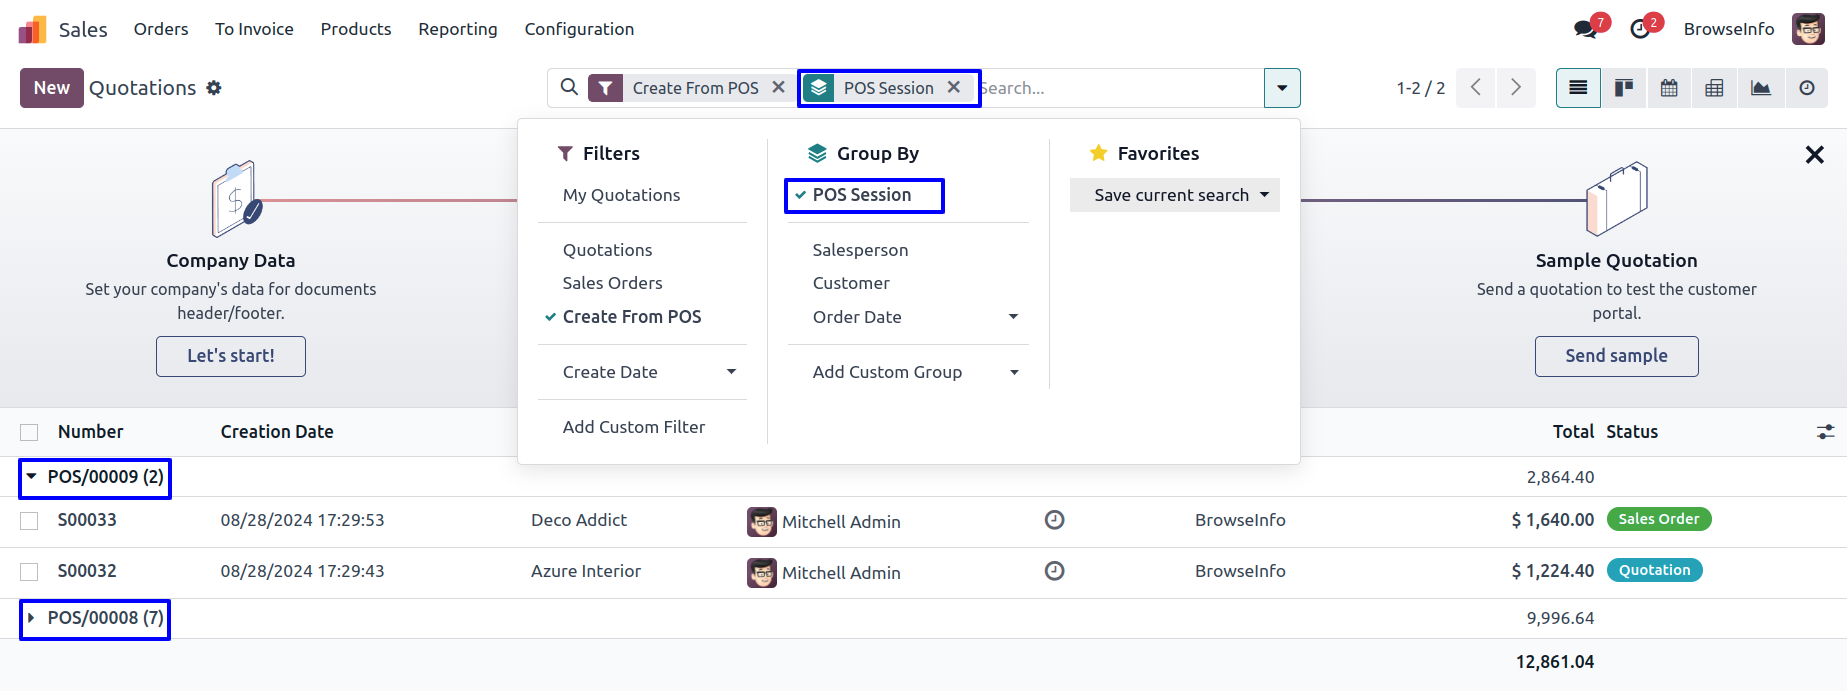 Sales Orders To Invoice Products Reporting Configuration 7 2 BrowseInfo
New Quotations Create From POS POS Session Search... 1-2 / 2
Filters Group By Favorites
My Quotations POS Session Save current search
Quotations Salesperson
Sales Orders Customer
Create From POS Order Date
Create Date Add Custom Group
Add Custom Filter
Company Data
Set your company's data for documents
header/footer.
Let's start!
Sample Quotation
Send a quotation to test the customer
portal.
Send sample
Number Creation Date Total Status
POS/00009 (2) 2,864.40
S00033 08/28/2024 17:29:53 Deco Addict Mitchell Admin BrowseInfo $ 1,640.00 Sales Order
S00032 08/28/2024 17:29:43 Azure Interior Mitchell Admin BrowseInfo $ 1,224.40 Quotation
POS/00008 (7) 9,996.64
12,861.04